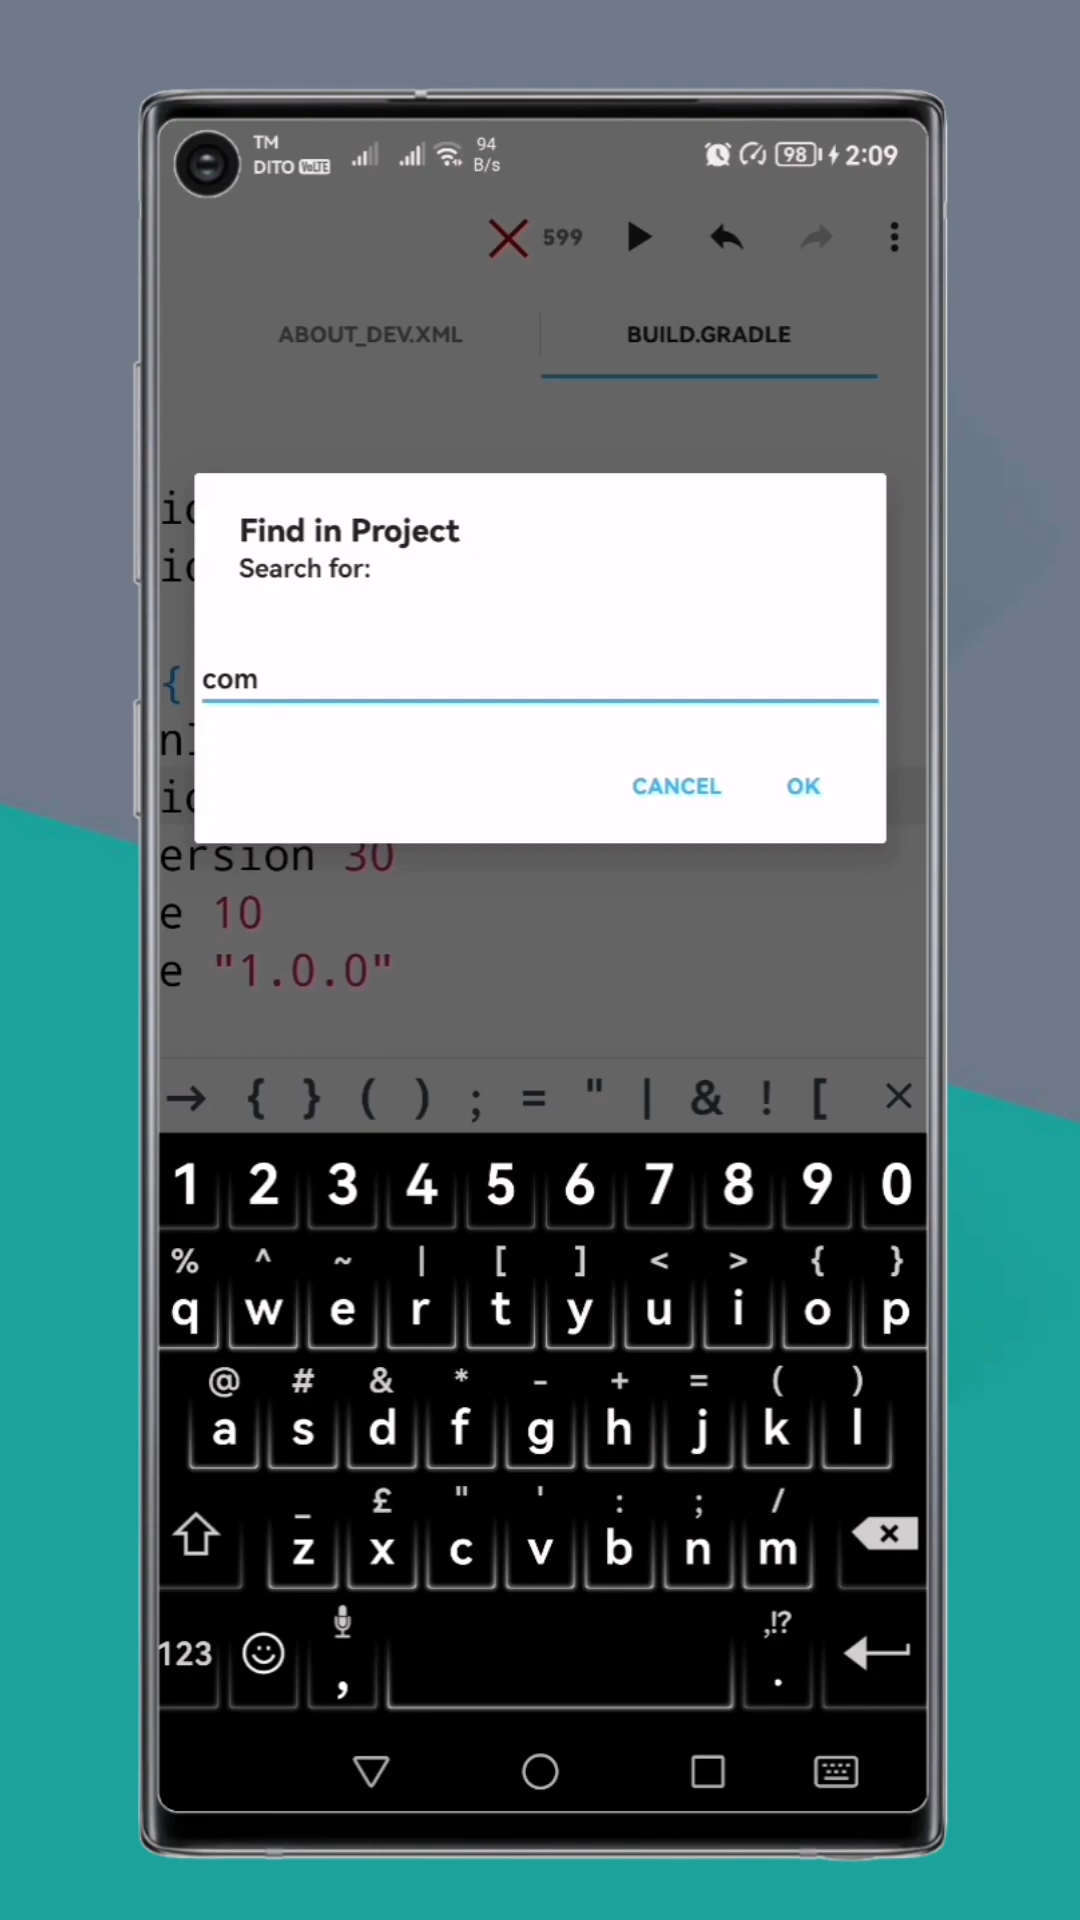 TM
DITO VoLTE
94
B/s
98
2:09
599
ABOUT_DEV.XML
BUILD.GRADLE
Find in Project
Search for:
{
com
CANCEL
OK
ersion 30
e 10
e "1.0.0"
→ { } ( ) ; = " | & ! [ ×
1 2 3 4 5 6 7 8 9 0
% ^ ~ | [ ] < > { }
q w e r t y u i o p
@ # & * - + = ( )
a s d f g h j k l
_ £ " ' : ; /
z x c v b n m
,!?
123 , .